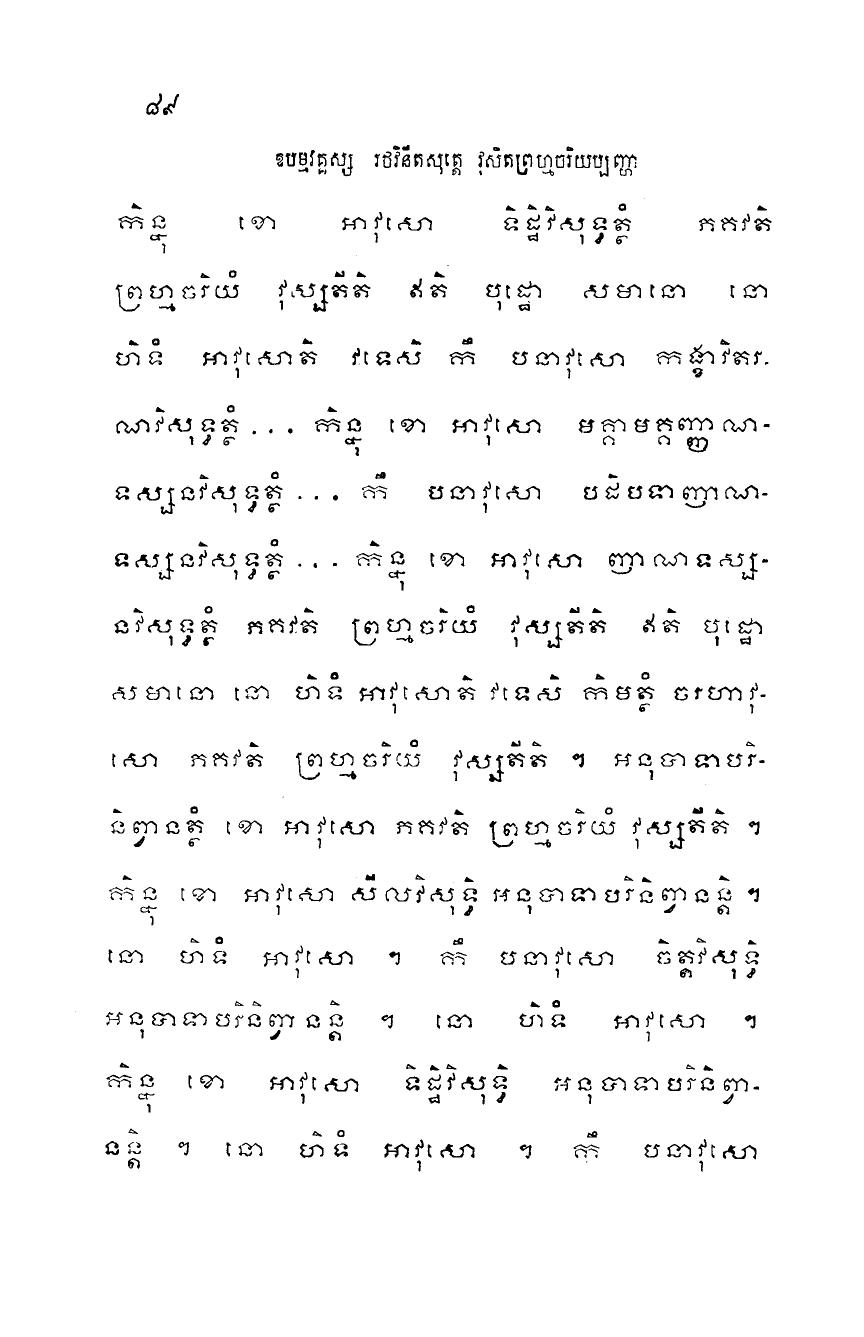 ៨៩
ឧបម្មវគ្គស្ស រថវិនីតសុត្តេ វុសិតព្រហ្មចរិយប្បញ្ហា
កិន្នុ ខោ អាវុសោ ទិដ្ឋិវិសុទ្ធត្ថំ ភគវតិ
ព្រហ្មចរិយំ វុស្សតីតិ ឥតិ បុដ្ឋោ សមានោ នោ
ហិទំ អាវុសោតិ វទេសិ កឹ បនាវុសោ កង្ខាវិតរ-
ណវិសុទ្ធត្ថំ ... កិន្នុ ខោ អាវុសោ មគ្គាមគ្គញ្ញាណ-
ទស្សនវិសុទ្ធត្ថំ ... កឹ បនាវុសោ បដិបទាញាណ-
ទស្សនវិសុទ្ធត្ថំ ... កិន្នុ ខោ អាវុសោ ញាណទស្ស-
នវិសុទ្ធត្ថំ ភគវតិ ព្រហ្មចរិយំ វុស្សតីតិ ឥតិ បុដ្ឋោ
សមានោ នោ ហិទំ អាវុសោតិ វទេសិ កិមត្ថំ ចរហាវុ-
សោ ភគវតិ ព្រហ្មចរិយំ វុស្សតីតិ ។ អនុបាទាបរិ-
និព្វានត្ថំ ខោ អាវុសោ ភគវតិ ព្រហ្មចរិយំ វុស្សតីតិ ។
កិន្នុ ខោ អាវុសោ សីលវិសុទ្ធិ អនុបាទាបរិនិព្វានន្តិ ។
នោ ហិទំ អាវុសោ ។ កឹ បនាវុសោ ចិត្តវិសុទ្ធិ
អនុបាទាបរិនិព្វានន្តិ ។ នោ ហិទំ អាវុសោ ។
កិន្នុ ខោ អាវុសោ ទិដ្ឋិវិសុទ្ធិ អនុបាទាបរិនិព្វា-
នន្តិ ។ នោ ហិទំ អាវុសោ ។ កឹ បនាវុសោ